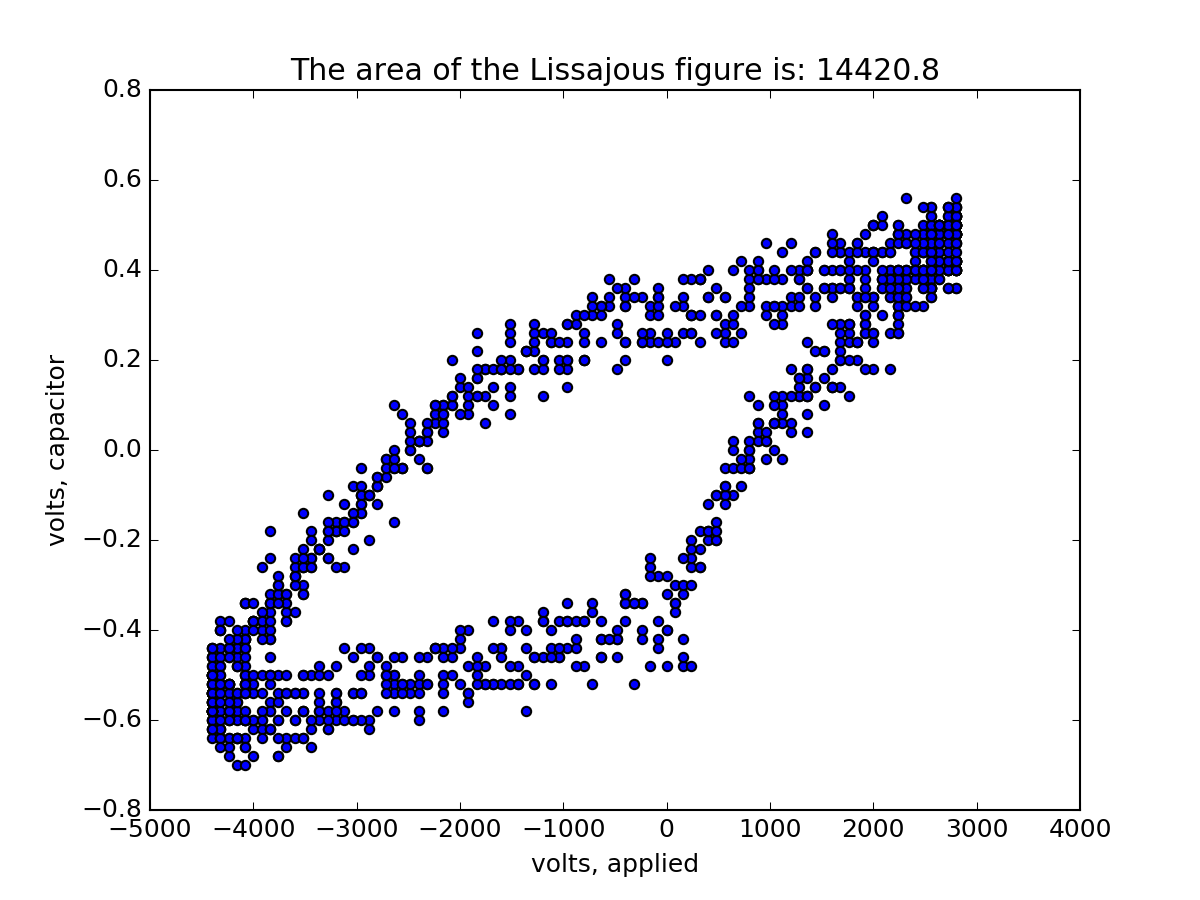 The area of the Lissajous figure is: 14420.8
0.8
0.6
0.4
0.2
0.0
−0.2
−0.4
−0.6
−0.8
volts, capacitor
−5000 −4000 −3000 −2000 −1000 0 1000 2000 3000 4000
volts, applied